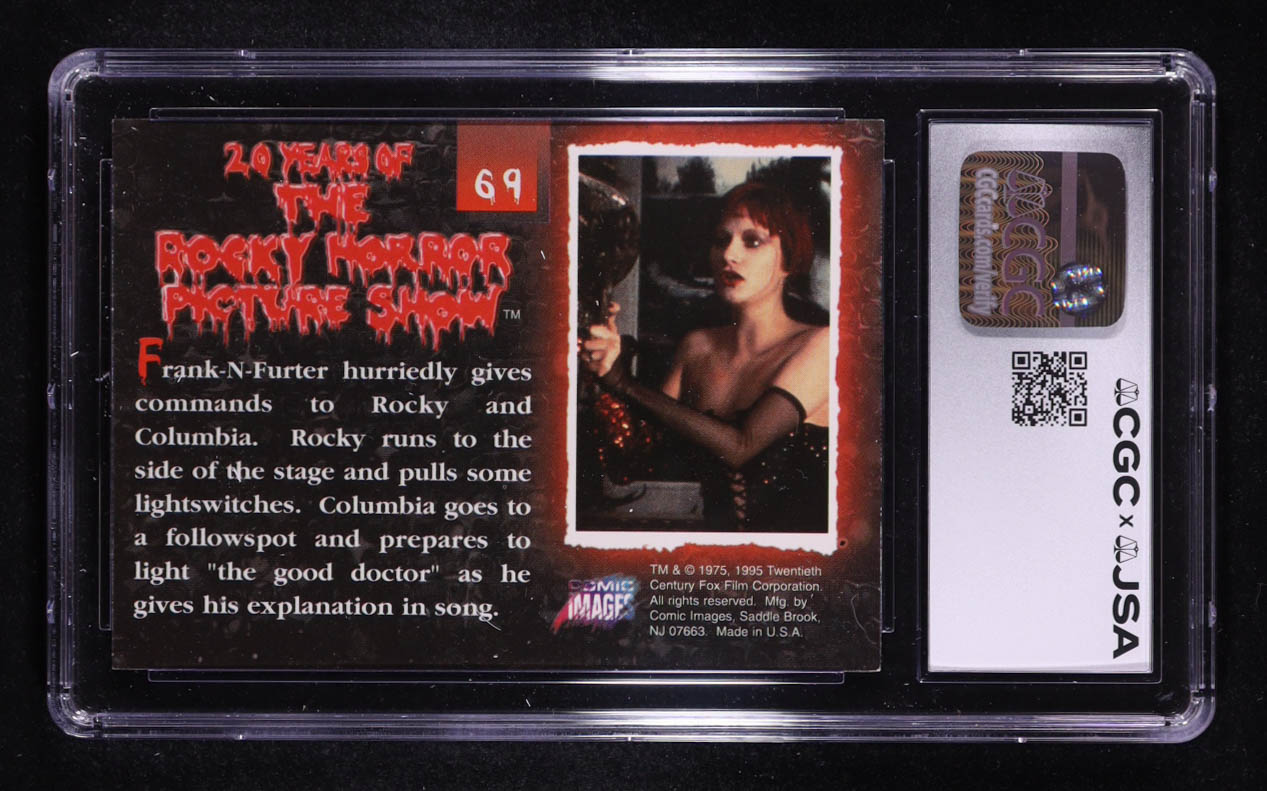 20 YEARS OF
THE
ROCKY HORROR
PICTURE SHOW™
69
Frank-N-Furter hurriedly gives
commands to Rocky and
Columbia. Rocky runs to the
side of the stage and pulls some
lightswitches. Columbia goes to
a followspot and prepares to
light "the good doctor" as he
gives his explanation in song.
COMIC
IMAGES
TM & © 1975, 1995 Twentieth
Century Fox Film Corporation.
All rights reserved. Mfg. by
Comic Images, Saddle Brook,
NJ 07663. Made in U.S.A.
CGC
CGCcards.com/verify
CGC x JSA